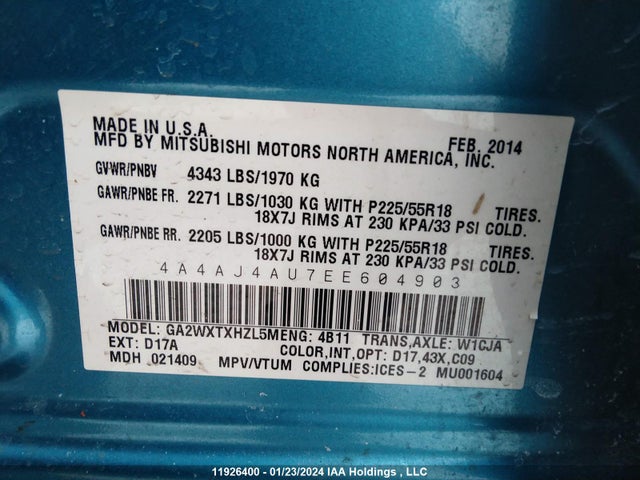 MADE IN U.S.A. FEB. 2014
MFD BY MITSUBISHI MOTORS NORTH AMERICA, INC.
GVWR/PNBV 4343 LBS/1970 KG
GAWR/PNBE FR. 2271 LBS/1030 KG WITH P225/55R18 TIRES.
18X7J RIMS AT 230 KPA/33 PSI COLD.
GAWR/PNBE RR. 2205 LBS/1000 KG WITH P225/55R18 TIRES.
18X7J RIMS AT 230 KPA/33 PSI COLD.
4A4AJ4AU7EE604903
MODEL: GA2WXTXHZL5MENG: 4B11 TRANS,AXLE: W1CJA
EXT: D17A COLOR,INT,OPT: D17,43X,C09
MDH 021409 MPV/VTUM COMPLIES:ICES-2 MU001604
11926400 - 01/23/2024 IAA Holdings , LLC